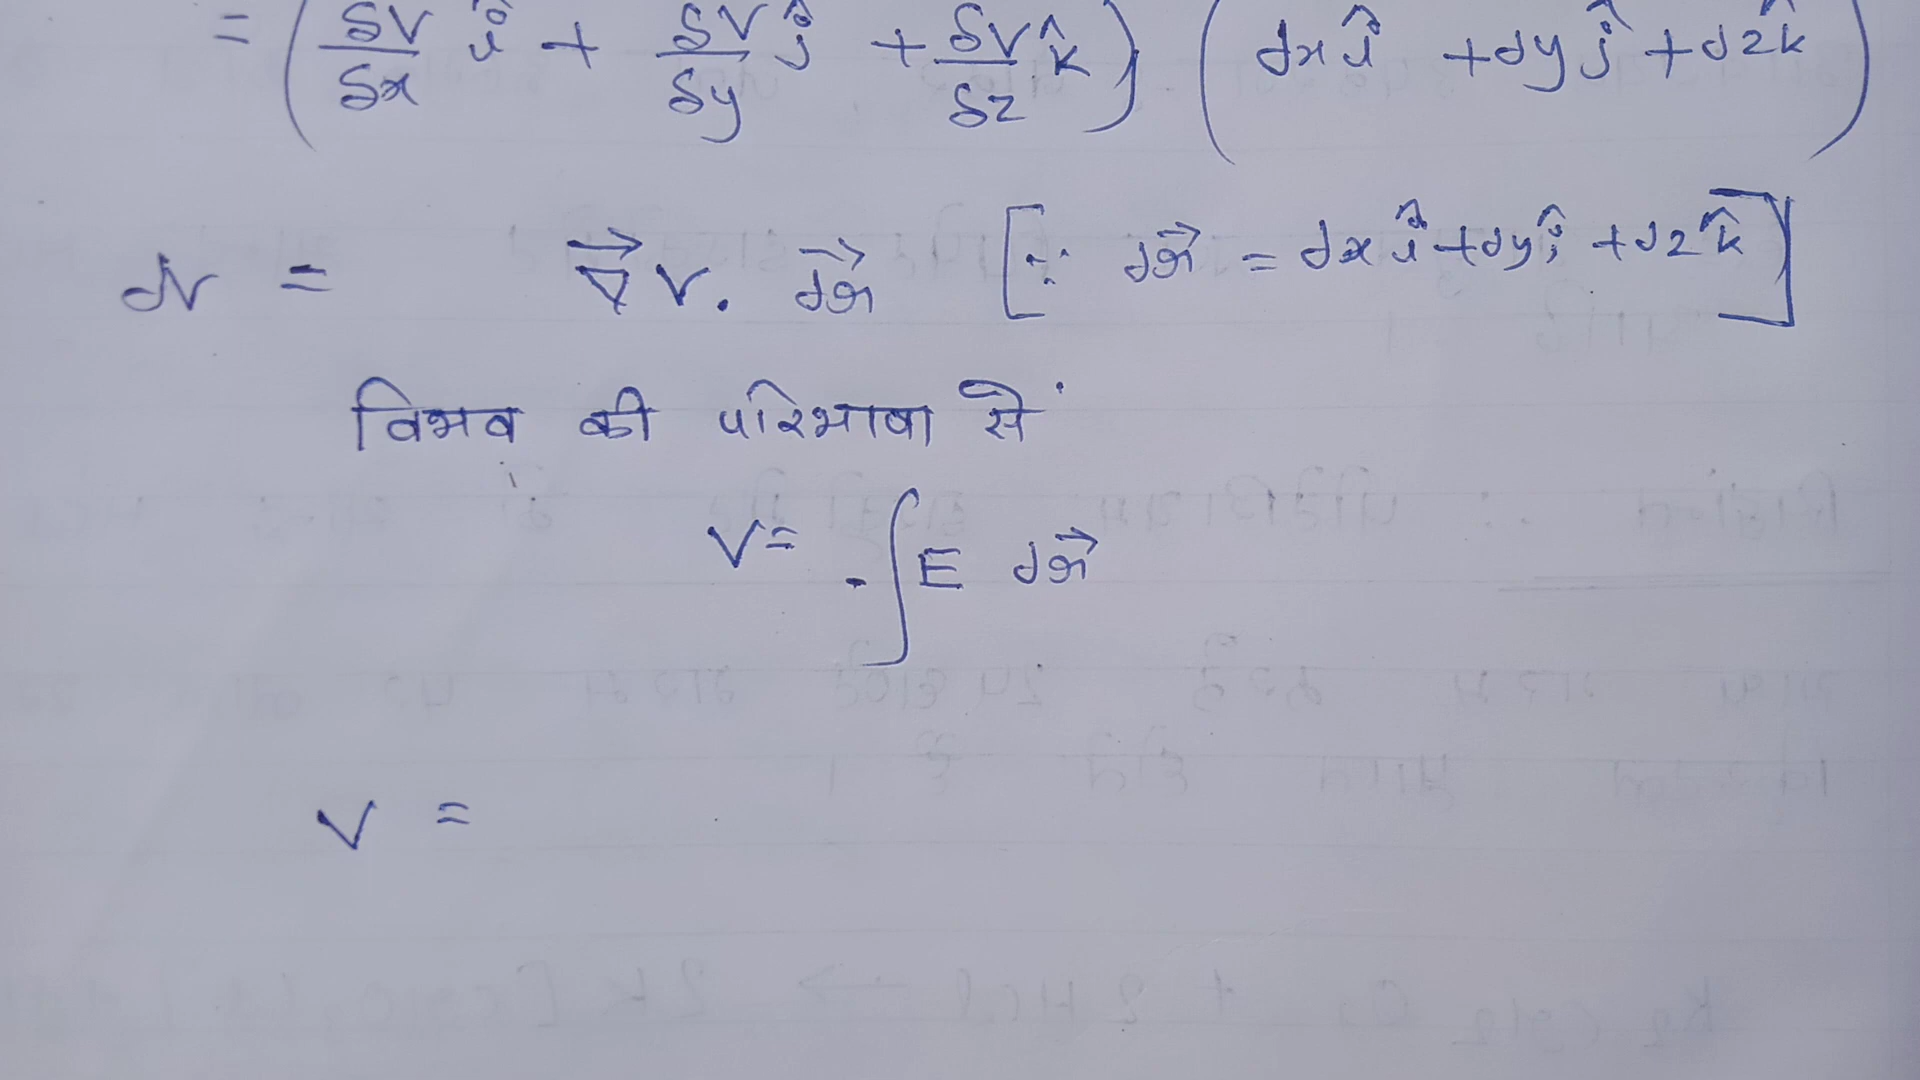 = (δV/δx î + δV/δy ĵ + δV/δz k̂) (dx î + dy ĵ + dz k̂)
dV = ∇⃗V. dr⃗ [∵ dr⃗ = dx î + dy ĵ + dz k̂]
विभव की परिभाषा से
V = -∫E dr⃗
V =